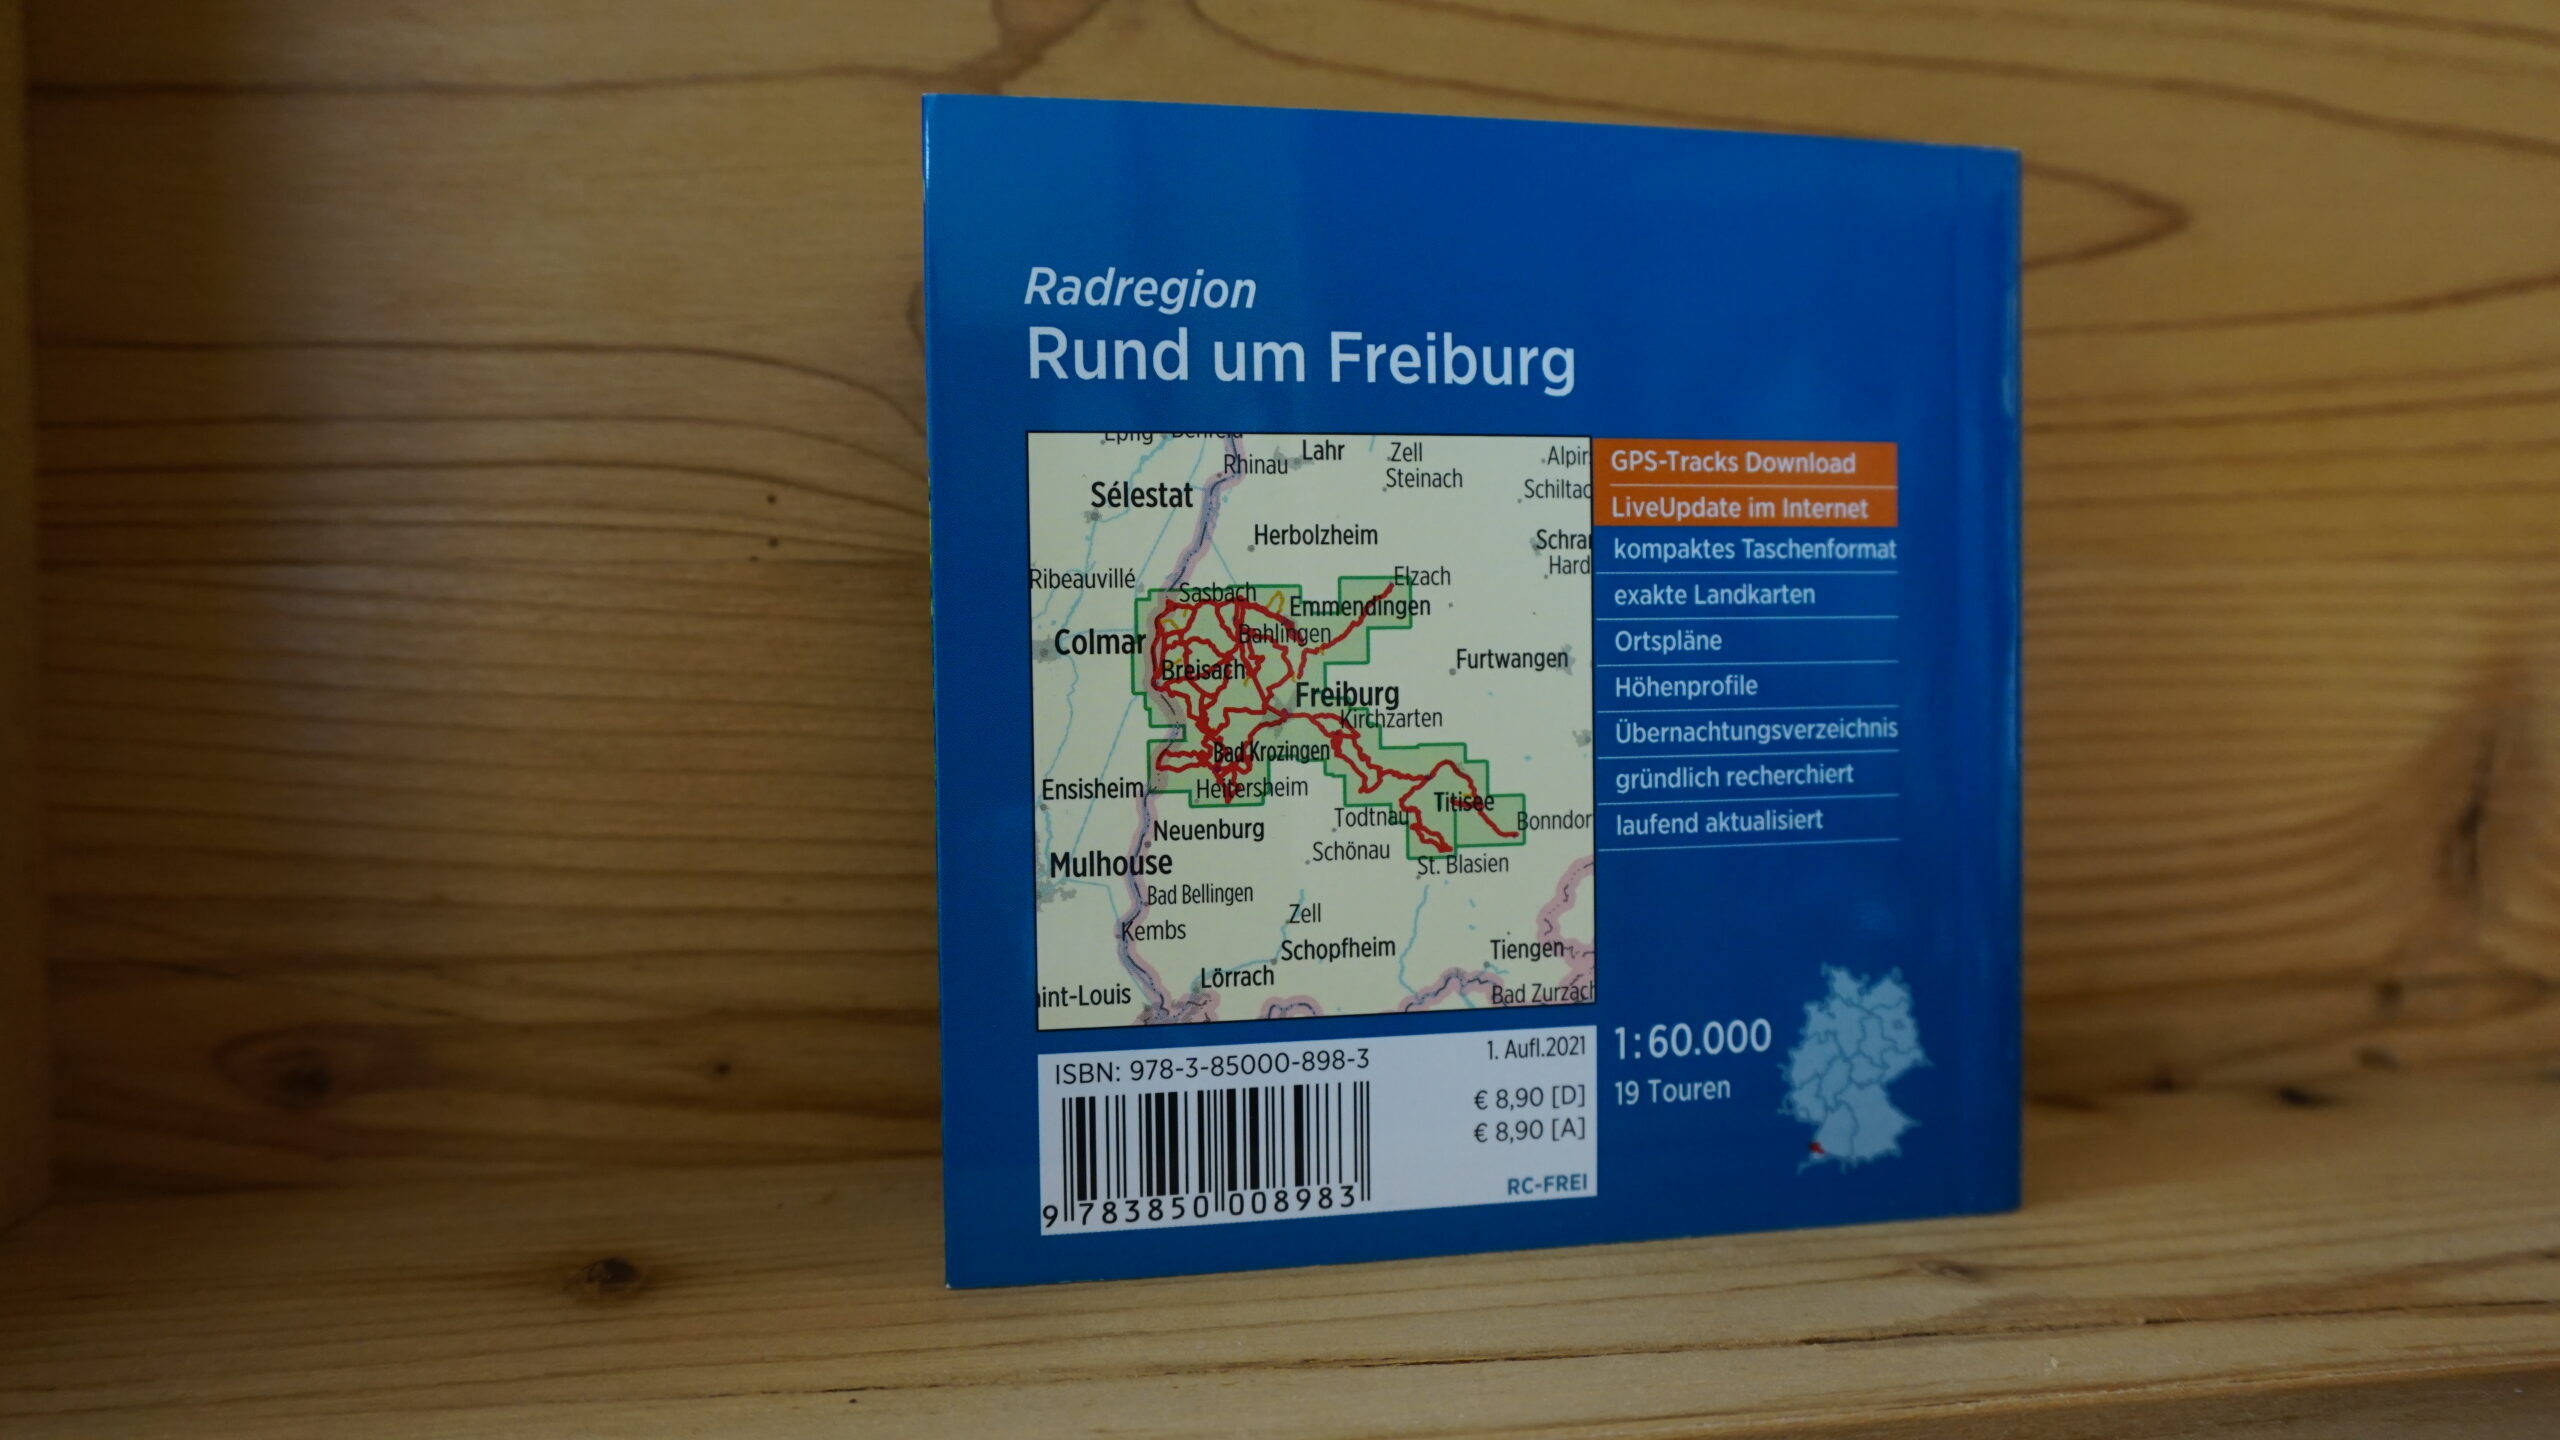 Radregion
Rund um Freiburg
Rhinau
Lahr
Zell
Steinach
Sélestat
Herbolzheim
Ribeauvillé
Sasbach
Elzach
Emmendingen
Colmar
Bahlingen
Breisach
Furtwangen
Freiburg
Kirchzarten
Bad Krozingen
Ensisheim
Heitersheim
Titisee
Neuenburg
Todtnau
Bonndor
Mulhouse
Schönau
St. Blasien
Bad Bellingen
Zell
Kembs
Schopfheim
Tiengen
Lörrach
int-Louis
Bad Zurzach
GPS-Tracks Download
LiveUpdate im Internet
kompaktes Taschenformat
exakte Landkarten
Ortspläne
Höhenprofile
Übernachtungsverzeichnis
gründlich recherchiert
laufend aktualisiert
1:60.000
19 Touren
ISBN: 978-3-85000-898-3
1. Aufl.2021
€ 8,90 [D]
€ 8,90 [A]
RC-FREI
9 783850 008983